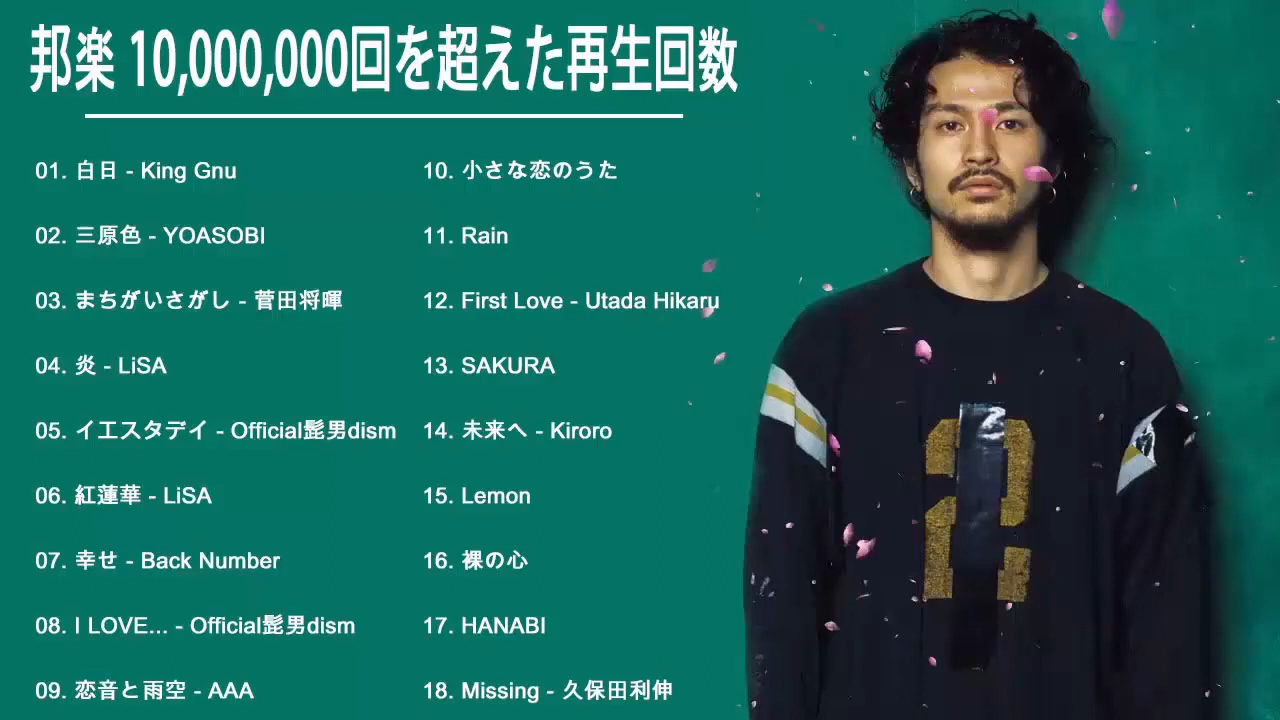 邦楽 10,000,000回を超えた再生回数
01. 白日 - King Gnu
02. 三原色 - YOASOBI
03. まちがいさがし - 菅田将暉
04. 炎 - LiSA
05. イエスタデイ - Official髭男dism
06. 紅蓮華 - LiSA
07. 幸せ - Back Number
08. I LOVE... - Official髭男dism
09. 恋音と雨空 - AAA
10. 小さな恋のうた
11. Rain
12. First Love - Utada Hikaru
13. SAKURA
14. 未来へ - Kiroro
15. Lemon
16. 裸の心
17. HANABI
18. Missing - 久保田利伸